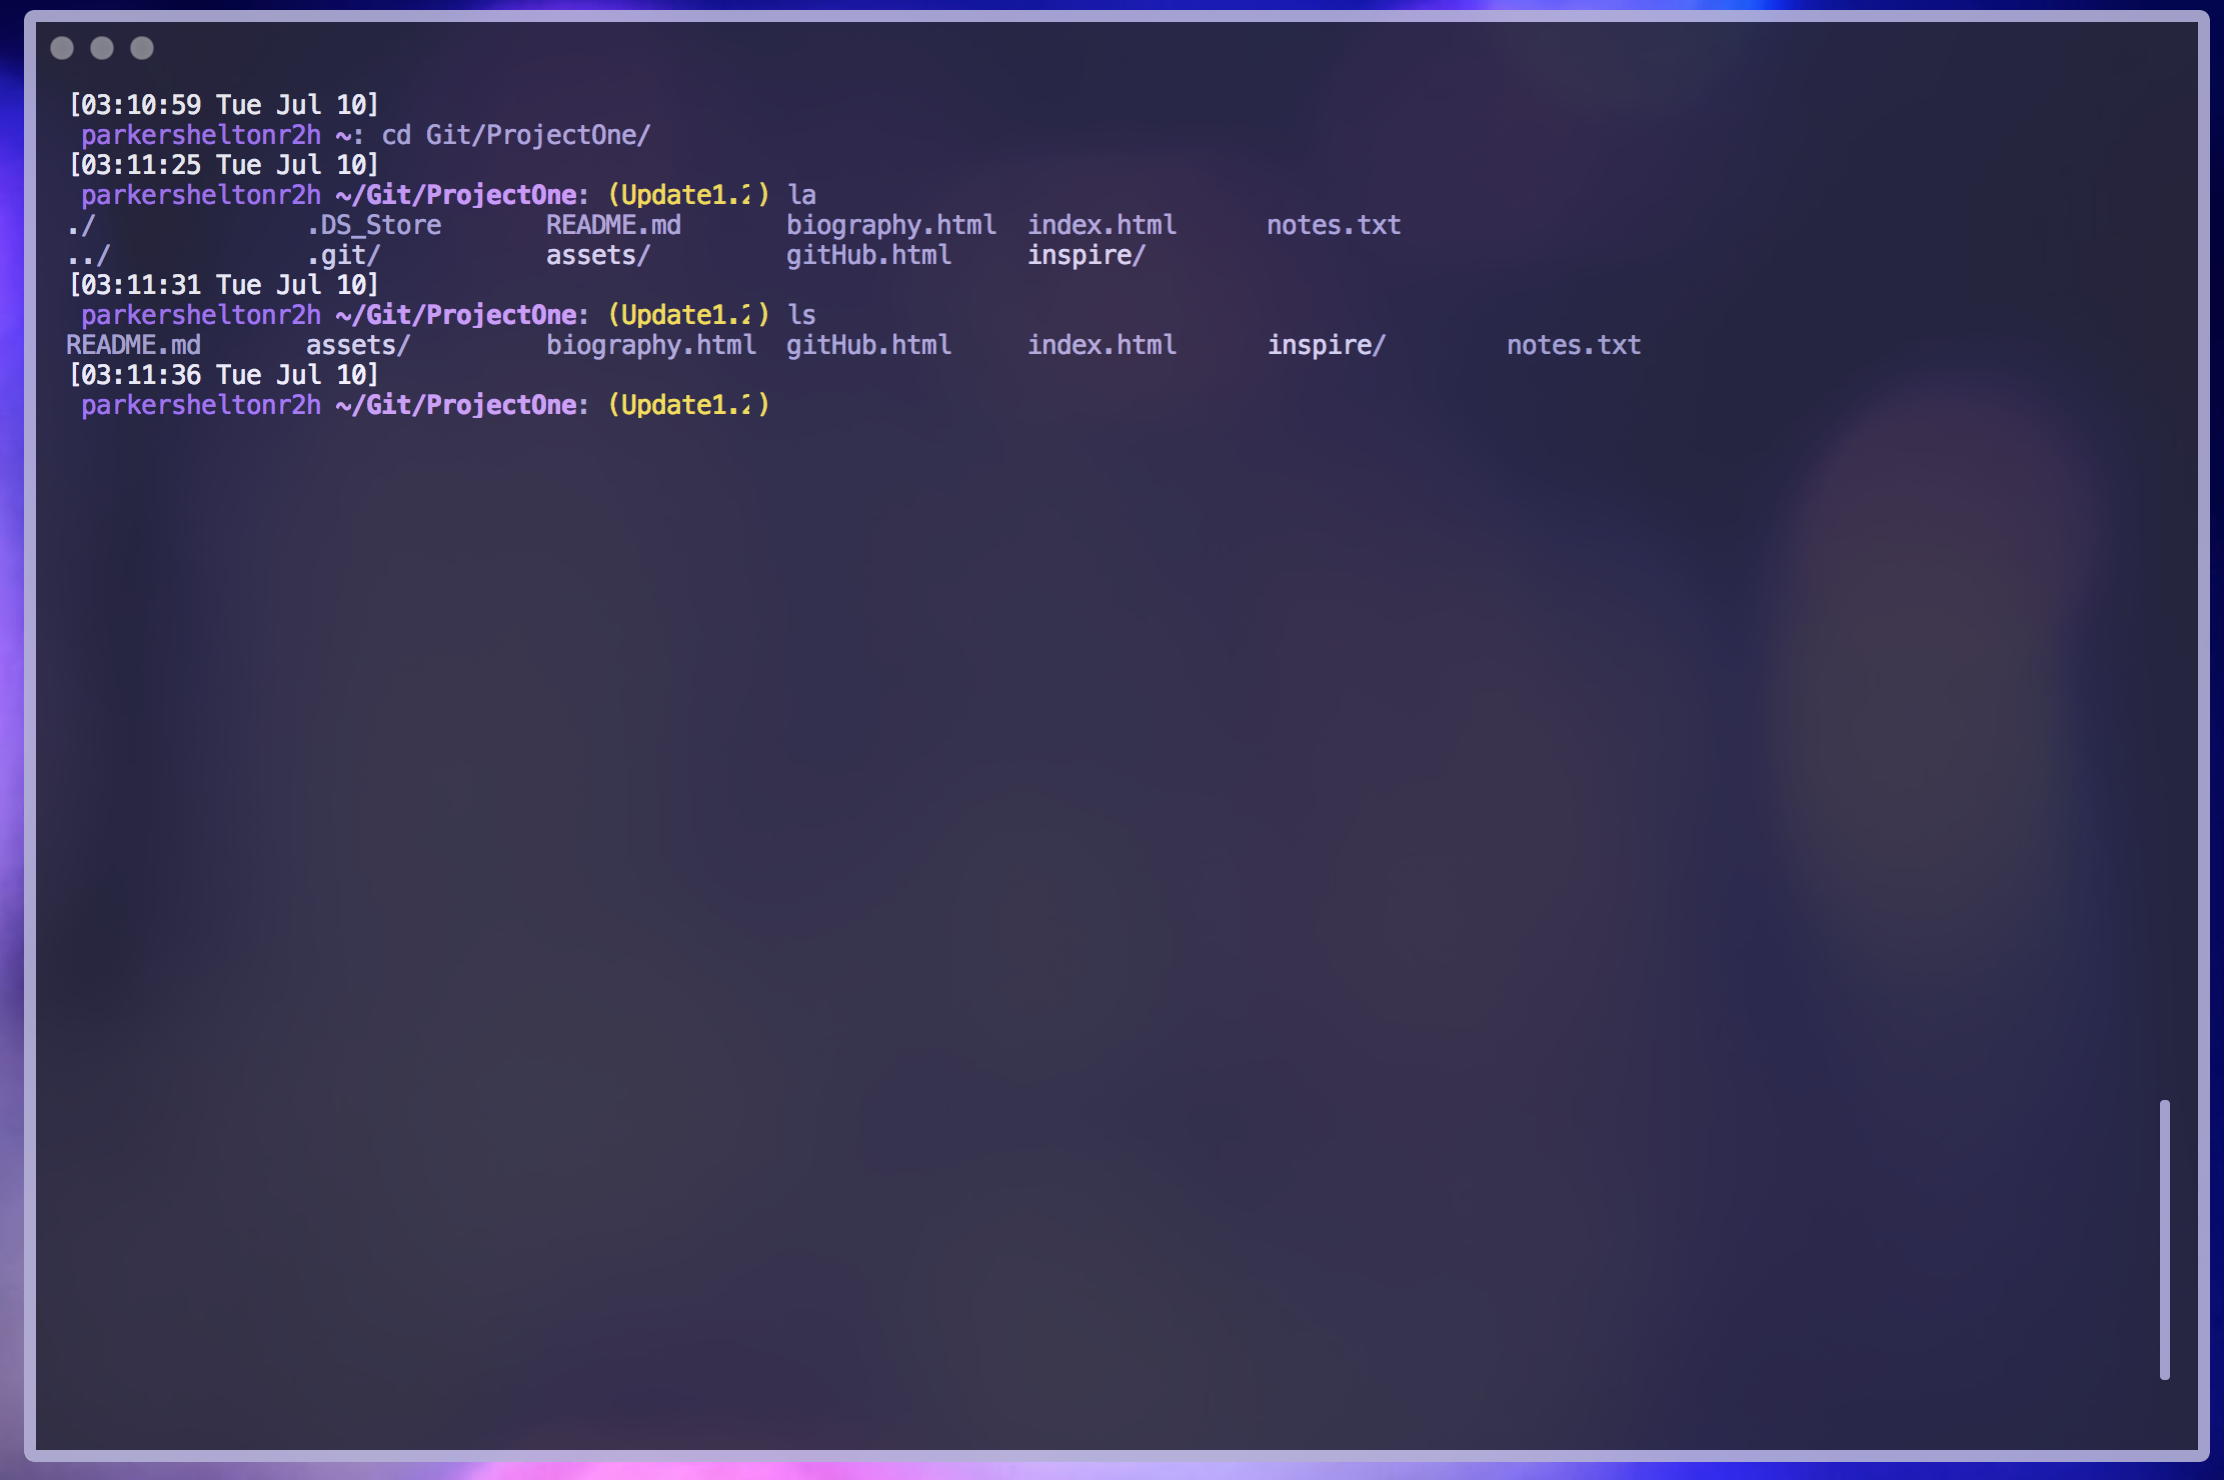 [03:10:59 Tue Jul 10]
parkersheltonr2h ~: cd Git/ProjectOne/
[03:11:25 Tue Jul 10]
parkersheltonr2h ~/Git/ProjectOne: (Update1.2) la
./ .DS_Store README.md biography.html index.html notes.txt
../ .git/ assets/ gitHub.html inspire/
[03:11:31 Tue Jul 10]
parkersheltonr2h ~/Git/ProjectOne: (Update1.2) ls
README.md assets/ biography.html gitHub.html index.html inspire/ notes.txt
[03:11:36 Tue Jul 10]
parkersheltonr2h ~/Git/ProjectOne: (Update1.2)